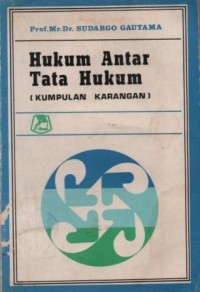 Prof.Mr.Dr. SUDARGO GAUTAMA
Hukum Antar
Tata Hukum
(KUMPULAN KARANGAN)